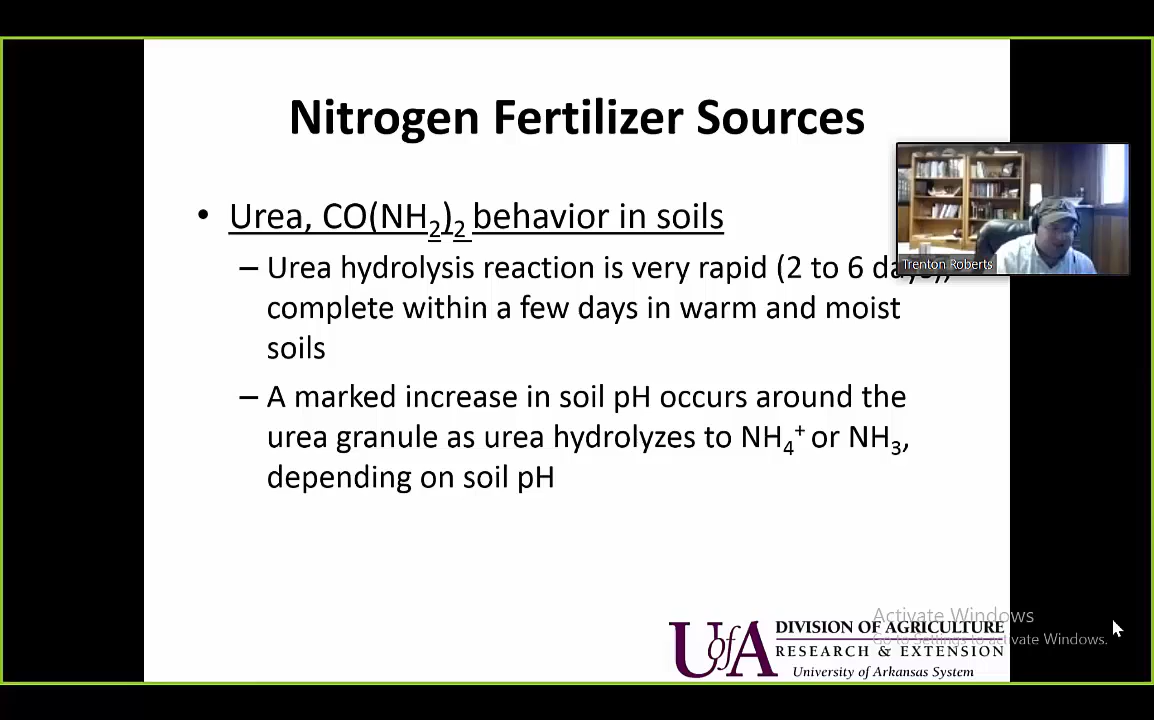 Nitrogen Fertilizer Sources
• Urea, CO(NH₂)₂ behavior in soils
– Urea hydrolysis reaction is very rapid (2 to 6
complete within a few days in warm and moist
soils
– A marked increase in soil pH occurs around the
urea granule as urea hydrolyzes to NH₄⁺ or NH₃,
depending on soil pH
Trenton Roberts
UofA
DIVISION OF AGRICULTURE
RESEARCH & EXTENSION
University of Arkansas System
Activate Windows
Go to Settings to activate Windows.